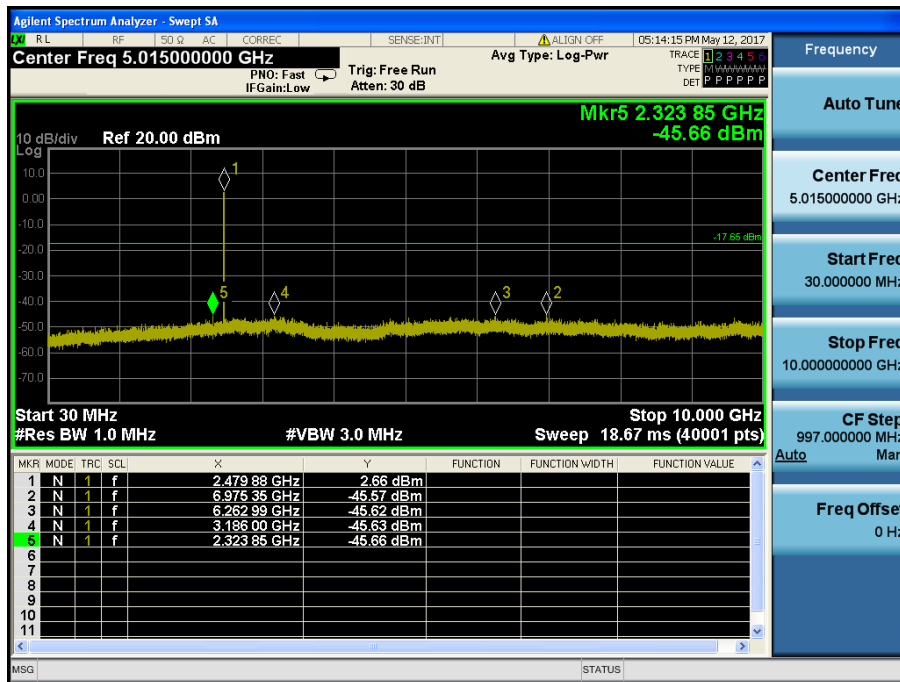 Agilent Spectrum Analyzer - Swept SA
LXI RL RF 50 Ω AC CORREC SENSE:INT ALIGN OFF 05:14:15 PM May 12, 2017
Center Freq 5.015000000 GHz
PNO: Fast
IFGain:Low
Trig: Free Run
Atten: 30 dB
Avg Type: Log-Pwr
TRACE 1 2 3 4 5 6
TYPE MWWWWW
DET P P P P P P
Mkr5 2.323 85 GHz
-45.66 dBm
10 dB/div Ref 20.00 dBm
Log
10.0
0.00
-10.0
-20.0
-30.0
-40.0
-50.0
-60.0
-70.0
1
-17.65 dBm
5
4
3
2
Start 30 MHz Stop 10.000 GHz
#Res BW 1.0 MHz #VBW 3.0 MHz Sweep 18.67 ms (40001 pts)
MKR MODE TRC SCL X Y FUNCTION FUNCTION WIDTH FUNCTION VALUE
1 N 1 f 2.479 88 GHz 2.66 dBm
2 N 1 f 6.975 35 GHz -45.57 dBm
3 N 1 f 6.262 99 GHz -45.62 dBm
4 N 1 f 3.186 00 GHz -45.63 dBm
5 N 1 f 2.323 85 GHz -45.66 dBm
6
7
8
9
10
11
MSG STATUS
Frequency
Auto Tune
Center Freq
5.015000000 GHz
Start Freq
30.000000 MHz
Stop Freq
10.000000000 GHz
CF Step
997.000000 MHz
Auto Man
Freq Offset
0 Hz